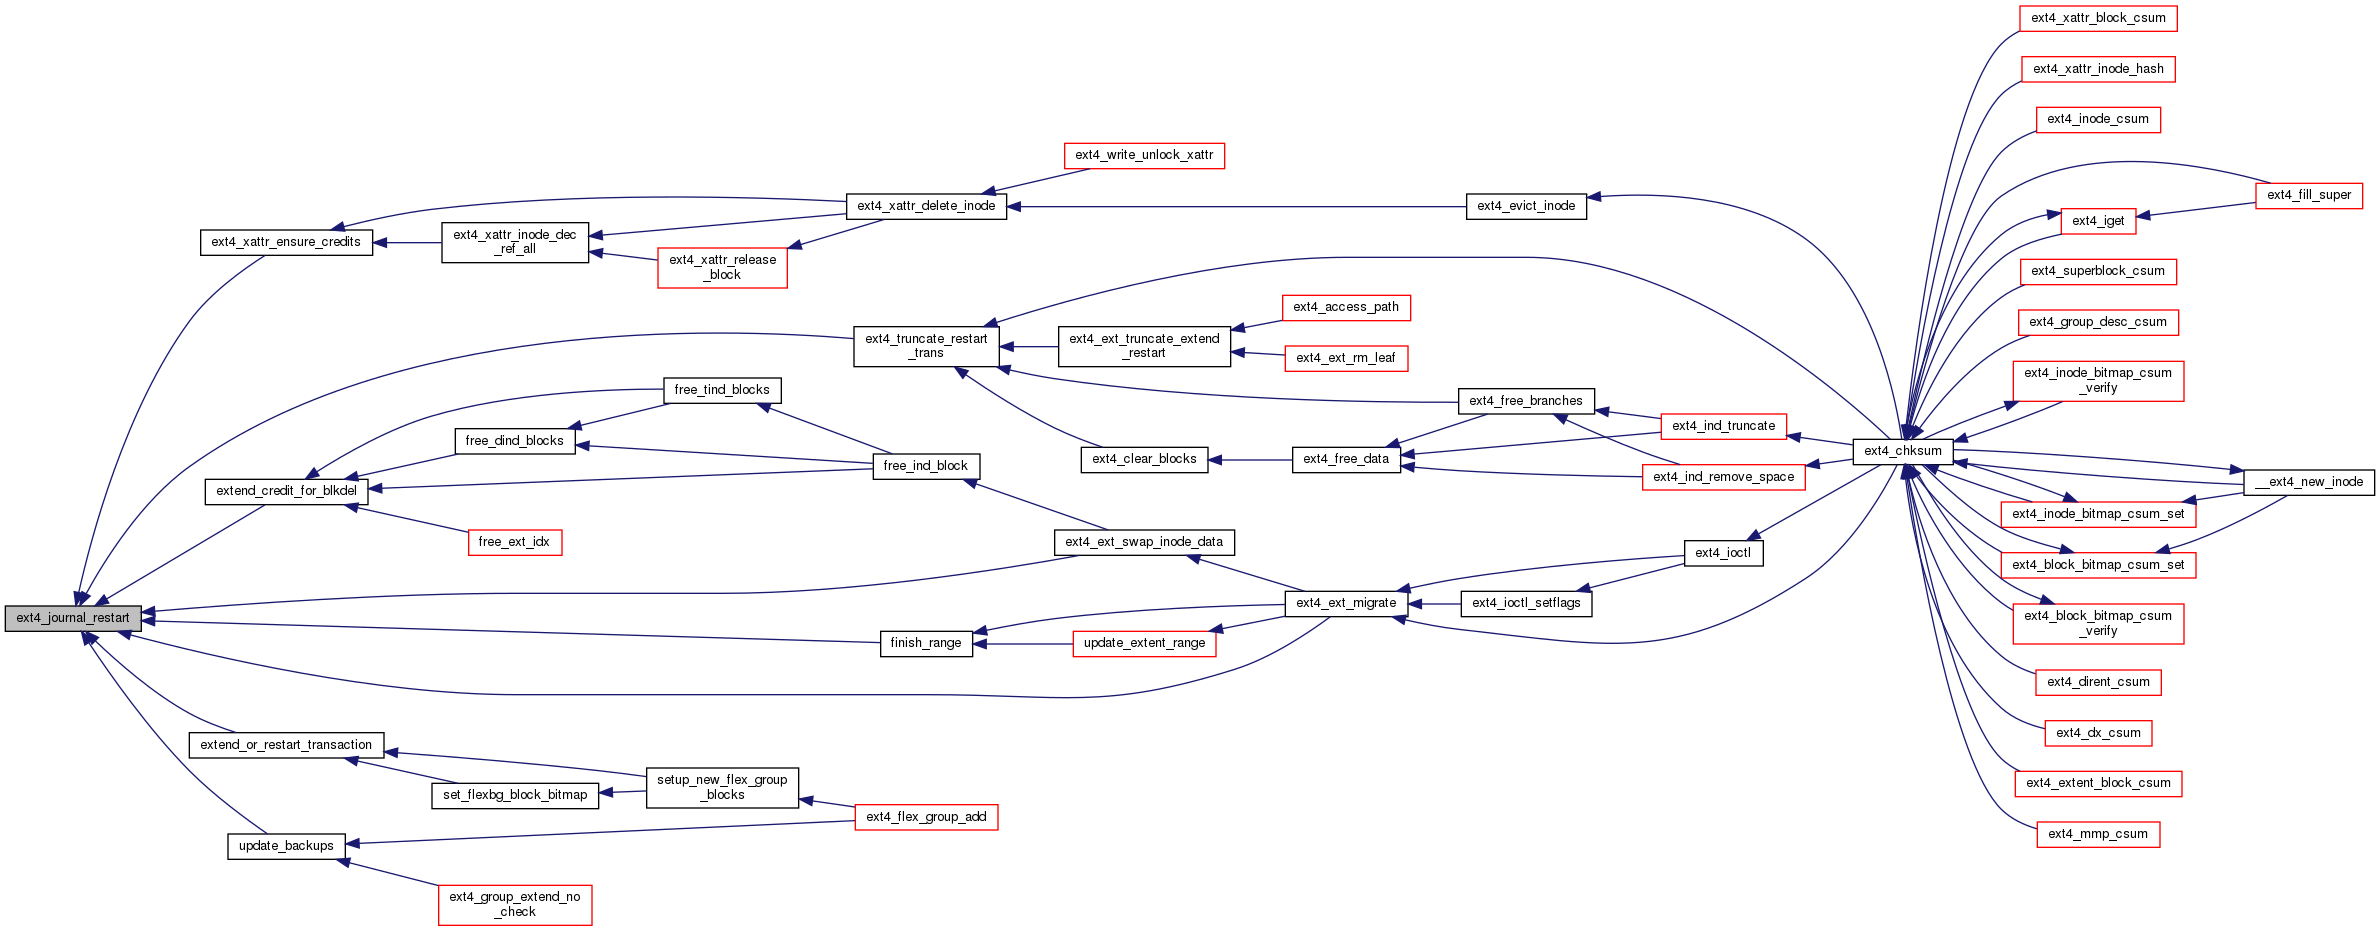 ext4_xattr_block_csum
ext4_xattr_inode_hash
ext4_inode_csum
ext4_write_unlock_xattr
ext4_fill_super
ext4_xattr_delete_inode
ext4_evict_inode
ext4_iget
ext4_xattr_ensure_credits
ext4_xattr_inode_dec
_ref_all
ext4_xattr_release
_block
ext4_superblock_csum
ext4_access_path
ext4_group_desc_csum
ext4_truncate_restart
_trans
ext4_ext_truncate_extend
_restart
ext4_ext_rm_leaf
ext4_inode_bitmap_csum
_verify
free_tind_blocks
ext4_free_branches
ext4_ind_truncate
free_dind_blocks
ext4_chksum
ext4_clear_blocks
ext4_free_data
free_ind_block
ext4_ind_remove_space
__ext4_new_inode
extend_credit_for_blkdel
ext4_inode_bitmap_csum_set
free_ext_idx
ext4_ext_swap_inode_data
ext4_ioctl
ext4_block_bitmap_csum_set
ext4_ext_migrate
ext4_ioctl_setflags
ext4_journal_restart
ext4_block_bitmap_csum
_verify
finish_range
update_extent_range
ext4_dirent_csum
ext4_dx_csum
extend_or_restart_transaction
setup_new_flex_group
_blocks
set_flexbg_block_bitmap
ext4_extent_block_csum
ext4_flex_group_add
ext4_mmp_csum
update_backups
ext4_group_extend_no
_check